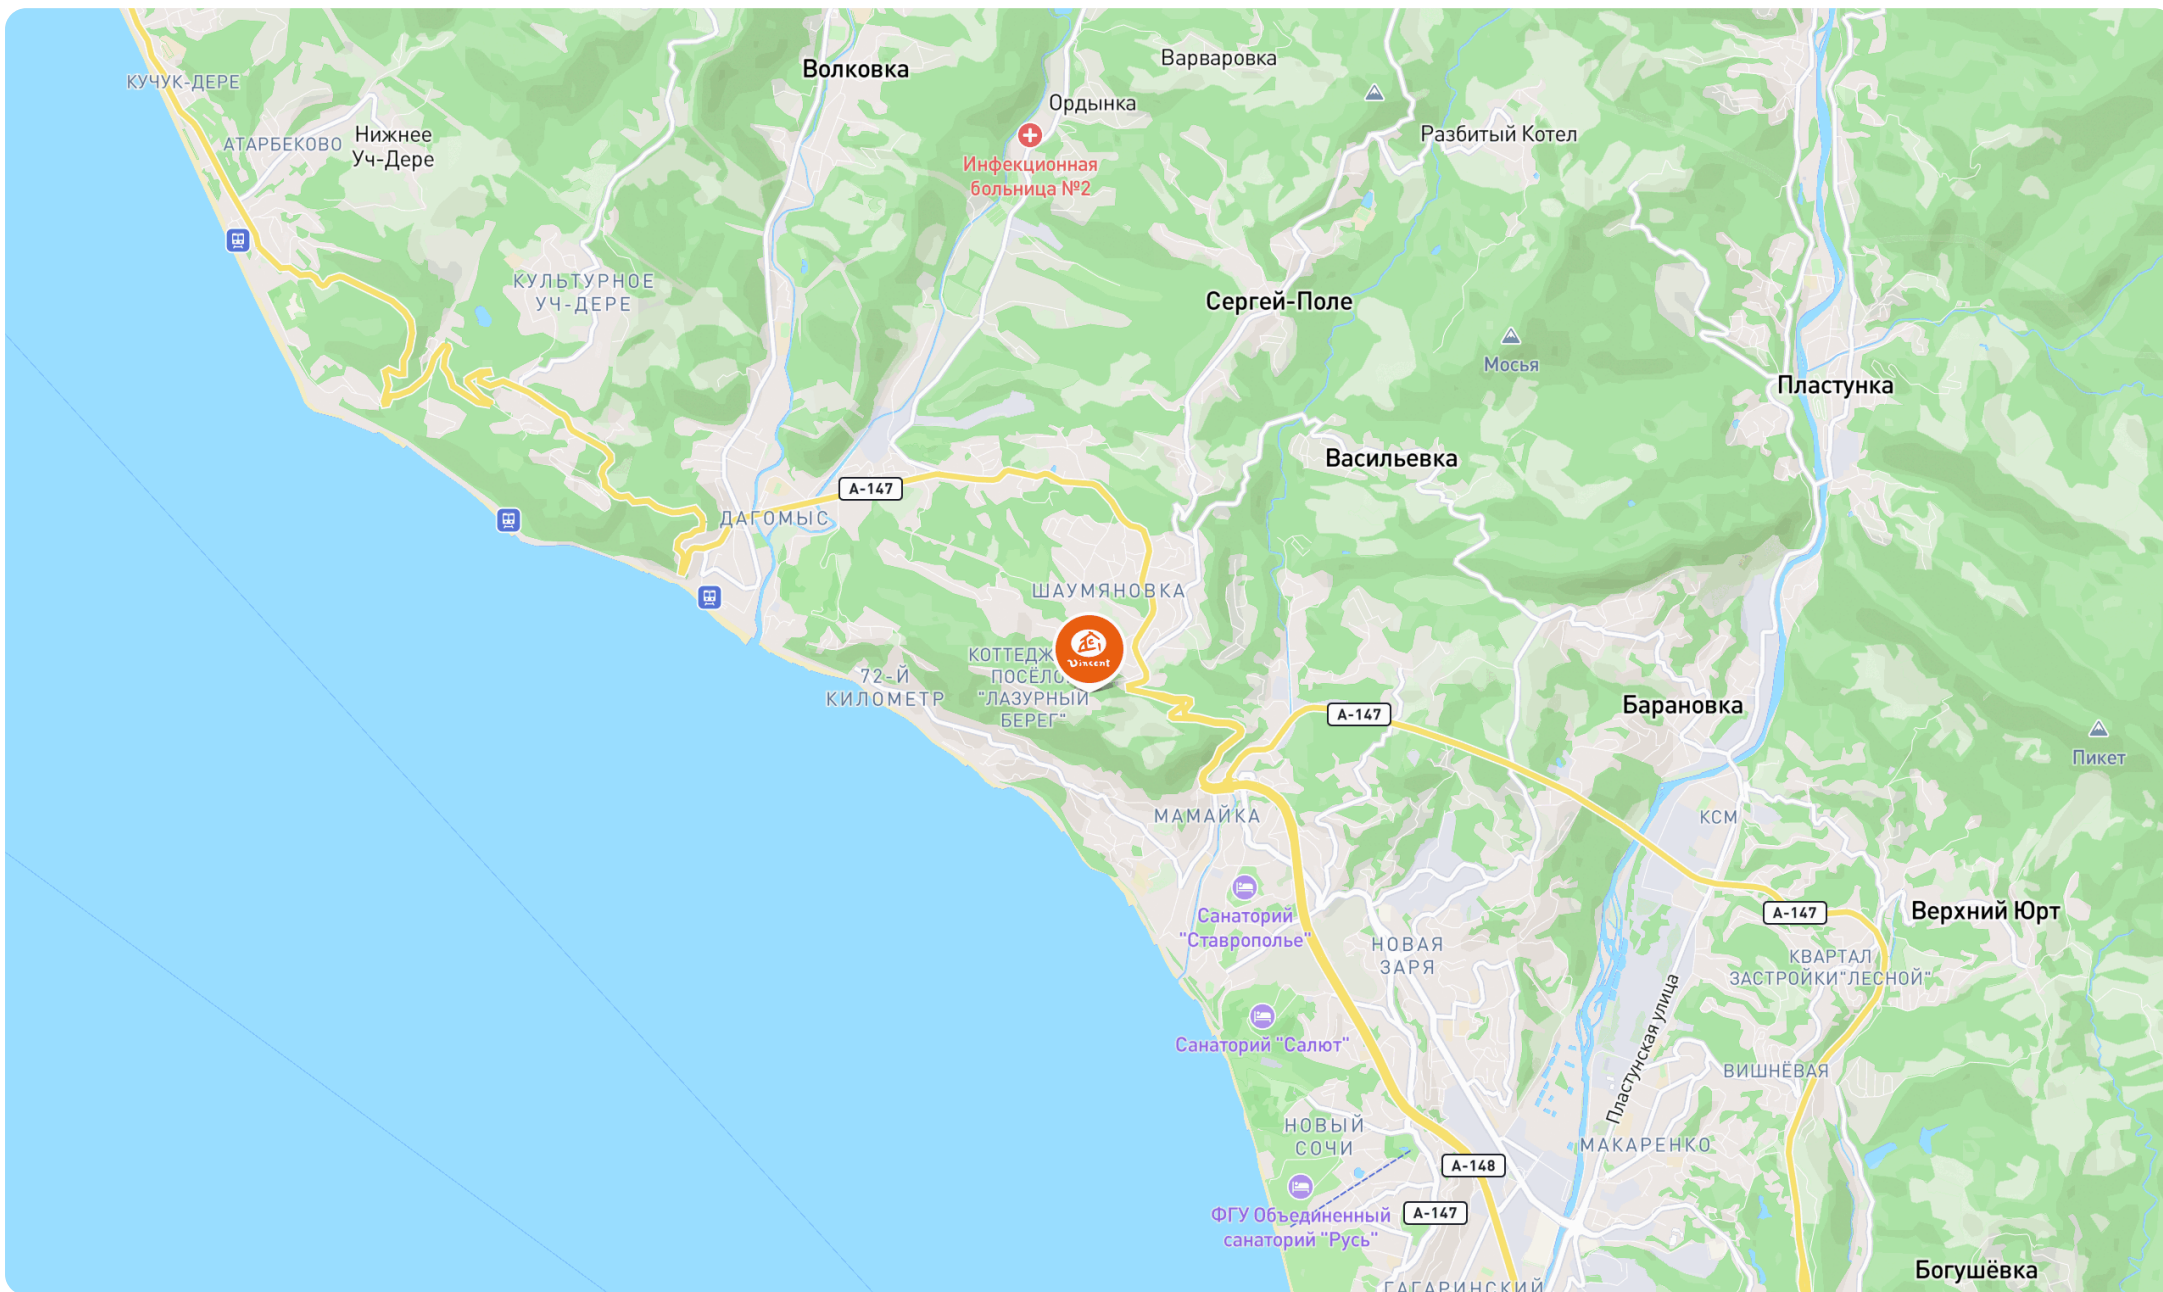 Варваровка
Волковка
КУЧУК-ДЕРЕ
Ордынка
Нижнее
Уч-Дере
АТАРБЕКОВО
Разбитый Котел
Инфекционная
больница №2
КУЛЬТУРНОЕ
УЧ-ДЕРЕ
Сергей-Поле
Мосья
Пластунка
Васильевка
А-147
ДАГОМЫС
ШАУМЯНОВКА
Vincent
КОТТЕДЖ
ПОСЁЛО
"ЛАЗУРНЫЙ
БЕРЕГ"
72-Й
КИЛОМЕТР
Барановка
А-147
Пикет
МАМАЙКА
КСМ
Санаторий
"Ставрополье"
А-147
Верхний Юрт
НОВАЯ
ЗАРЯ
КВАРТАЛ
ЗАСТРОЙКИ"ЛЕСНОЙ"
Санаторий "Салют"
Пластунская улица
ВИШНЁВАЯ
НОВЫЙ
СОЧИ
МАКАРЕНКО
А-148
ФГУ Объединенный
санаторий "Русь"
А-147
Богушёвка
ГАГАРИНСКИЙ